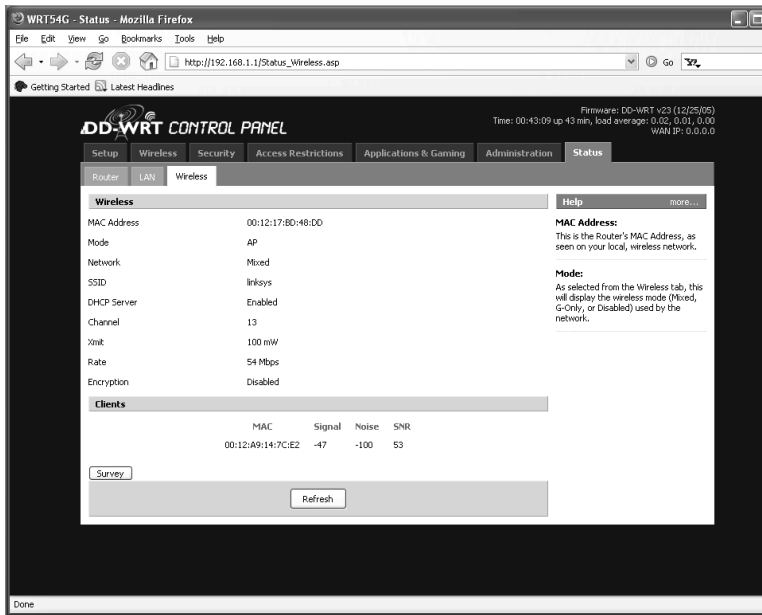 WRT54G - Status - Mozilla Firefox
File Edit View Go Bookmarks Tools Help
http://192.168.1.1/Status_Wireless.asp
Go
Getting Started Latest Headlines
DD-WRT CONTROL PANEL
Firmware: DD-WRT v23 (12/25/05)
Time: 00:43:09 up 43 min, load average: 0.02, 0.01, 0.00
WAN IP: 0.0.0.0
Setup Wireless Security Access Restrictions Applications & Gaming Administration Status
Router LAN Wireless
Wireless
MAC Address 00:12:17:BD:48:DD
Mode AP
Network Mixed
SSID linksys
DHCP Server Enabled
Channel 13
Xmit 100 mW
Rate 54 Mbps
Encryption Disabled
Clients
MAC Signal Noise SNR
00:12:A9:14:7C:E2 -47 -100 53
Survey
Refresh
Help more...
MAC Address:
This is the Router's MAC Address, as
seen on your local, wireless network.
Mode:
As selected from the Wireless tab, this
will display the wireless mode (Mixed,
G-Only, or Disabled) used by the
network.
Done